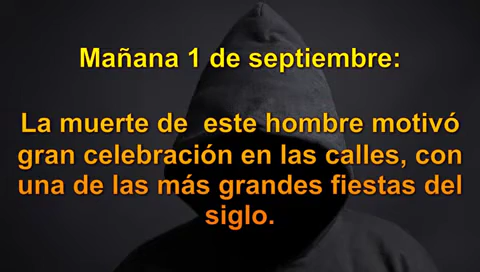 Mañana 1 de septiembre:
La muerte de este hombre motivó
gran celebración en las calles, con
una de las más grandes fiestas del
siglo.